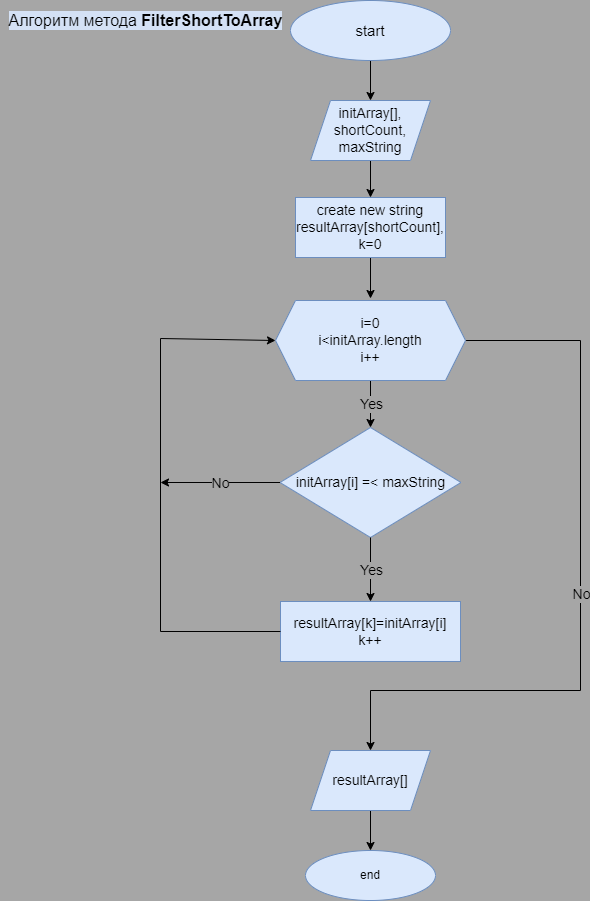 Алгоритм метода FilterShortToArray
start
initArray[],
shortCount,
maxString
create new string
resultArray[shortCount],
k=0
i=0
i<initArray.length
i++
Yes
initArray[i] =< maxString
No
Yes
resultArray[k]=initArray[i]
k++
No
resultArray[]
end